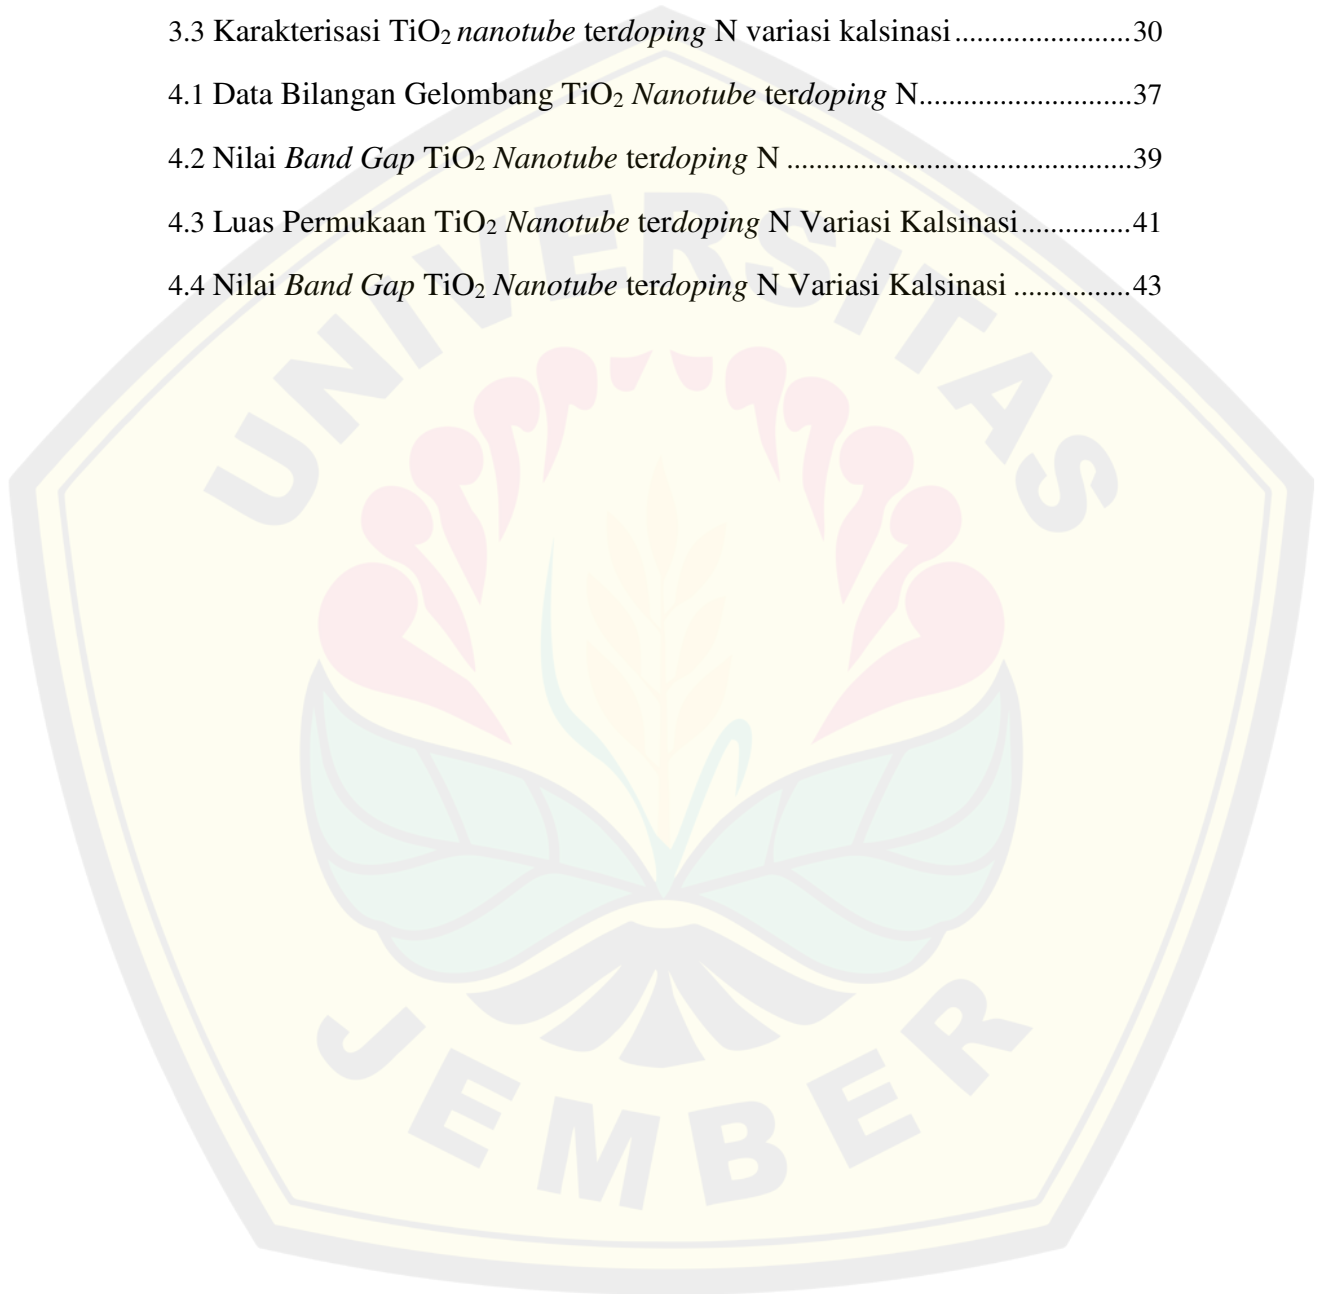 3.3 Karakterisasi TiO₂ nanotube terdoping N variasi kalsinasi.......................30
4.1 Data Bilangan Gelombang TiO₂ Nanotube terdoping N...........................37
4.2 Nilai Band Gap TiO₂ Nanotube terdoping N ............................................39
4.3 Luas Permukaan TiO₂ Nanotube terdoping N Variasi Kalsinasi..............41
4.4 Nilai Band Gap TiO₂ Nanotube terdoping N Variasi Kalsinasi ...............43
UNIVERSITAS
JEMBER